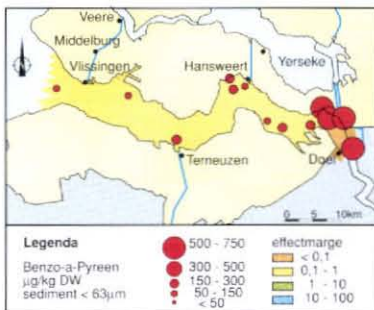 Veere
Middelburg
Vlissingen
Hansweert
Yerseke
Terneuzen
Doel
0 5 10km
Legenda
Benzo-a-Pyreen
µg/kg DW
sediment < 63µm
500 - 750
300 - 500
150 - 300
50 - 150
< 50
effectmarge
< 0,1
0,1 - 1
1 - 10
10 - 100